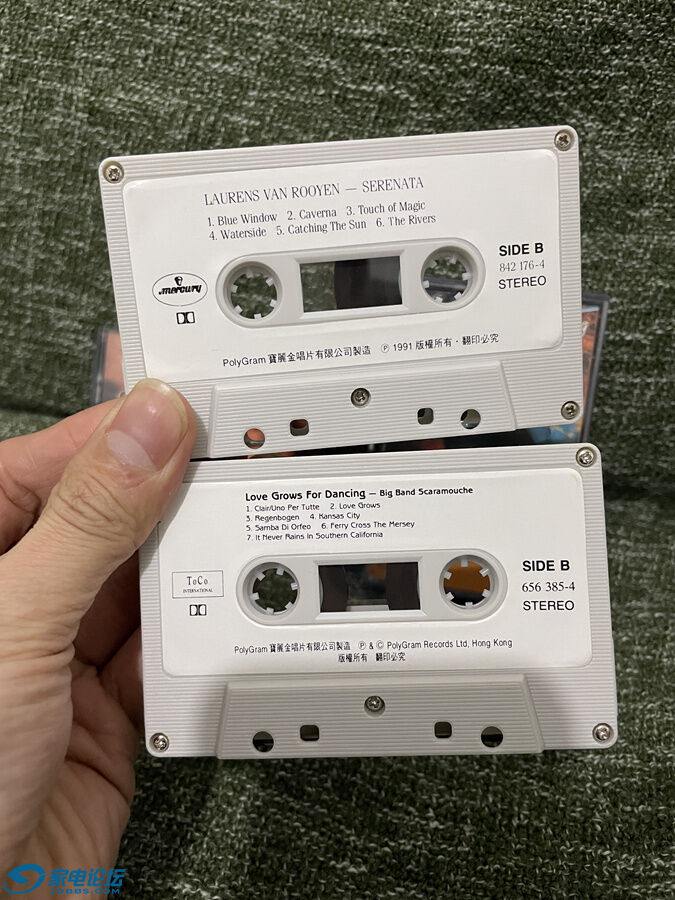 LAURENS VAN ROOYEN — SERENATA
1. Blue Window 2. Caverna 3. Touch of Magic
4. Waterside 5. Catching The Sun 6. The Rivers
mercury
SIDE B
842 176-4
STEREO
PolyGram 寶麗金唱片有限公司製造 Ⓟ 1991 版權所有·翻印必究
Love Grows For Dancing — Big Band Scaramouche
1. Clair/Uno Per Tutte 2. Love Grows
3. Regenbogen 4. Kansas City
5. Samba Di Orfeo 6. Ferry Cross The Mersey
7. It Never Rains In Southern California
ToCo
INTERNATIONAL
SIDE B
656 385-4
STEREO
PolyGram 寶麗金唱片有限公司製造 Ⓟ & © PolyGram Records Ltd, Hong Kong
版權所有 翻印必究
家电论坛
JDBBS.COM